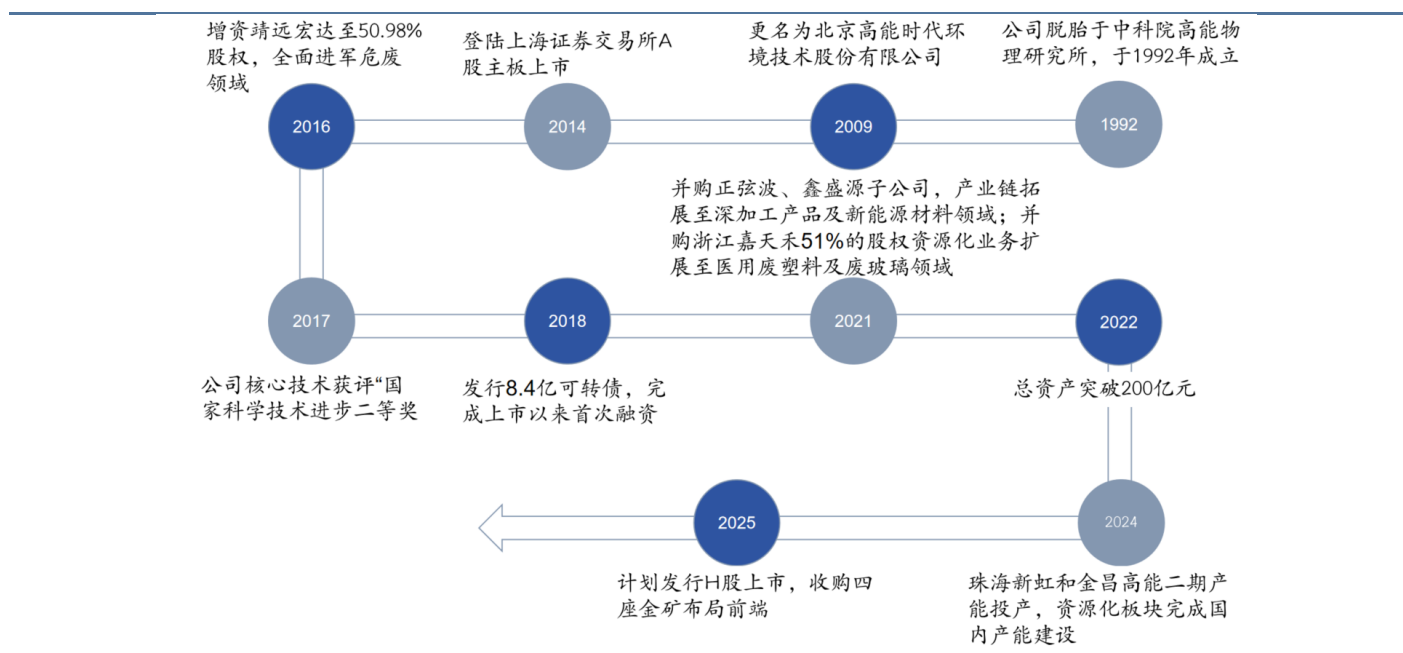 增资靖远宏达至50.98%
股权，全面进军危废
领域
登陆上海证券交易所A
股主板上市
更名为北京高能时代环
境技术股份有限公司
公司脱胎于中科院高能物
理研究所，于1992年成立
2016
2014
2009
1992
并购正弦波、鑫盛源子公司，产业链拓
展至深加工产品及新能源材料领域；并
购浙江嘉天禾51%的股权资源化业务扩
展至医用废塑料及废玻璃领域
2017
2018
2021
2022
公司核心技术获评“国
家科学技术进步二等奖
发行8.4亿可转债，完
成上市以来首次融资
总资产突破200亿元
2025
2024
计划发行H股上市，收购四
座金矿布局前端
珠海新虹和金昌高能二期产
能投产，资源化板块完成国
内产能建设